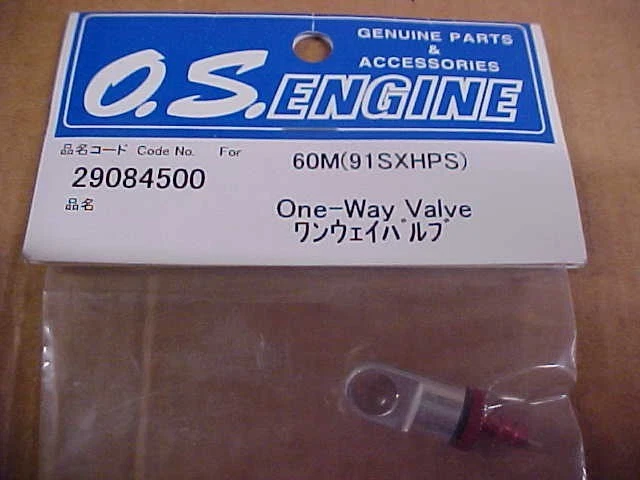 GENUINE PARTS
&
ACCESSORIES
O.S.ENGINE
品名コード Code No. For
29084500
60M(91SXHPS)
品名
One-Way Valve
ワンウェイバルブ